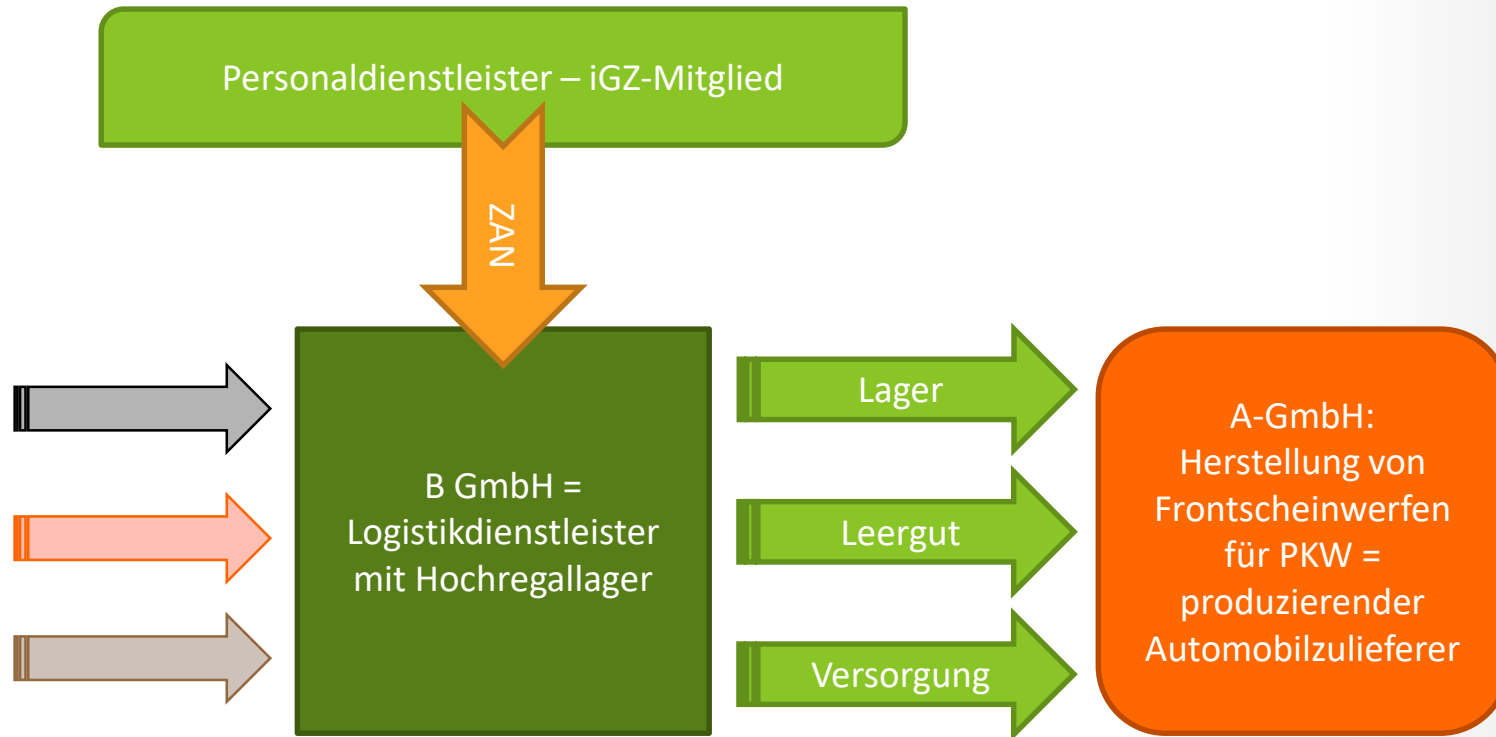 Personaldienstleister – iGZ-Mitglied
ZAN
B GmbH =
Logistikdienstleister
mit Hochregallager
Lager
Leergut
Versorgung
A-GmbH:
Herstellung von
Frontscheinwerfen
für PKW =
produzierender
Automobilzulieferer